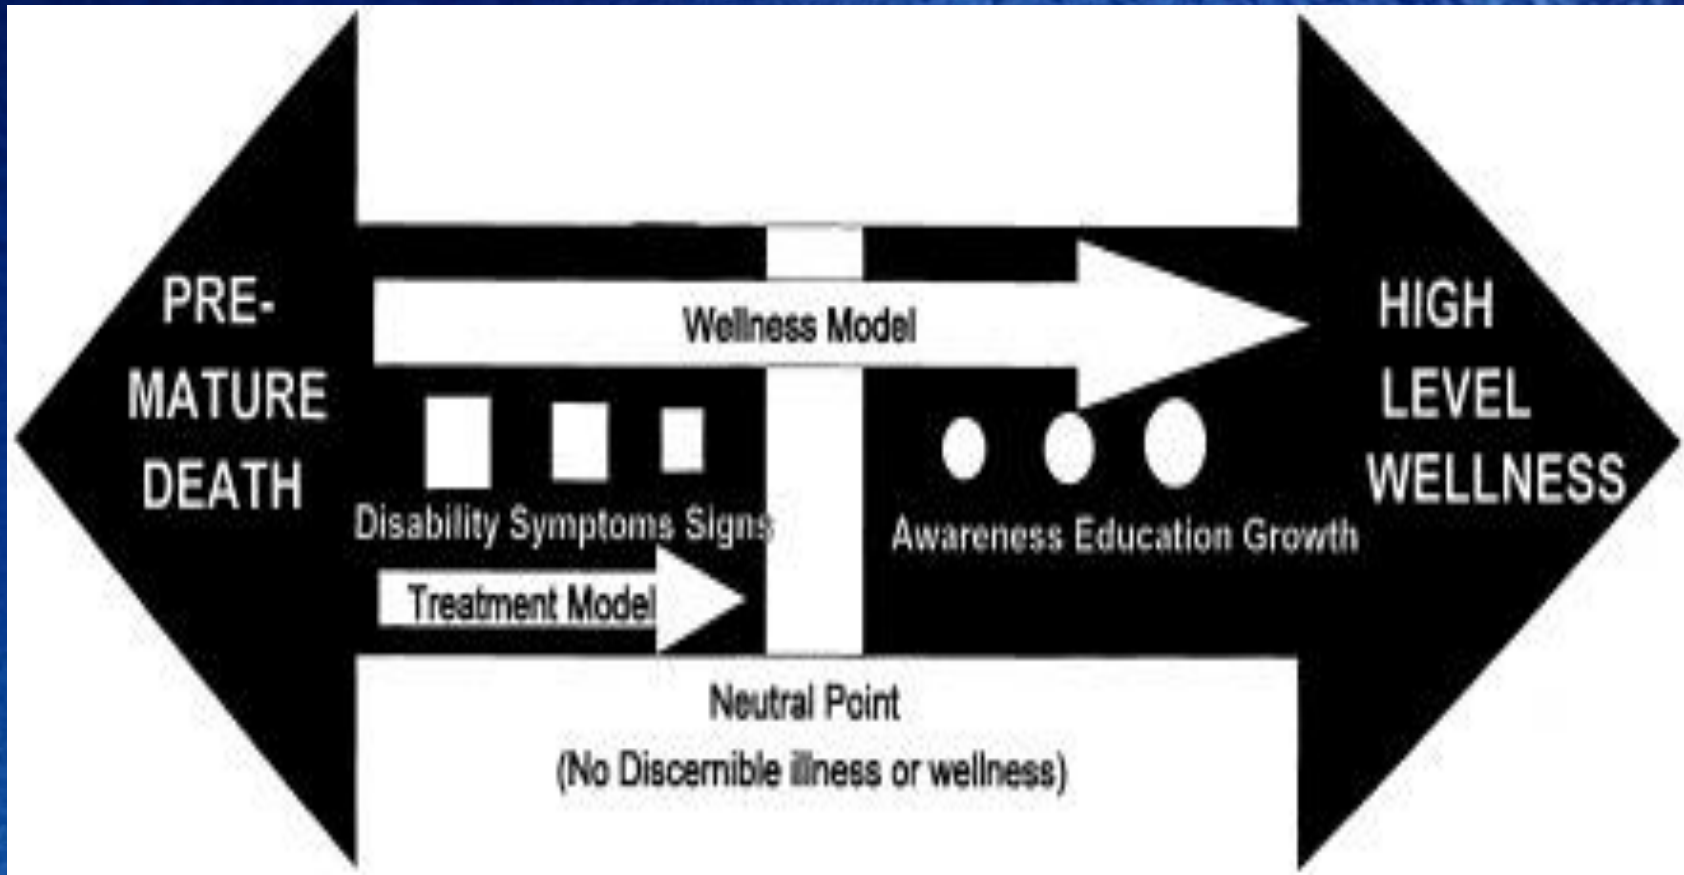 PRE-
MATURE
DEATH
Wellness Model
HIGH
LEVEL
WELLNESS
Disability Symptoms Signs
Awareness Education Growth
Treatment Model
Neutral Point
(No Discernible illness or wellness)